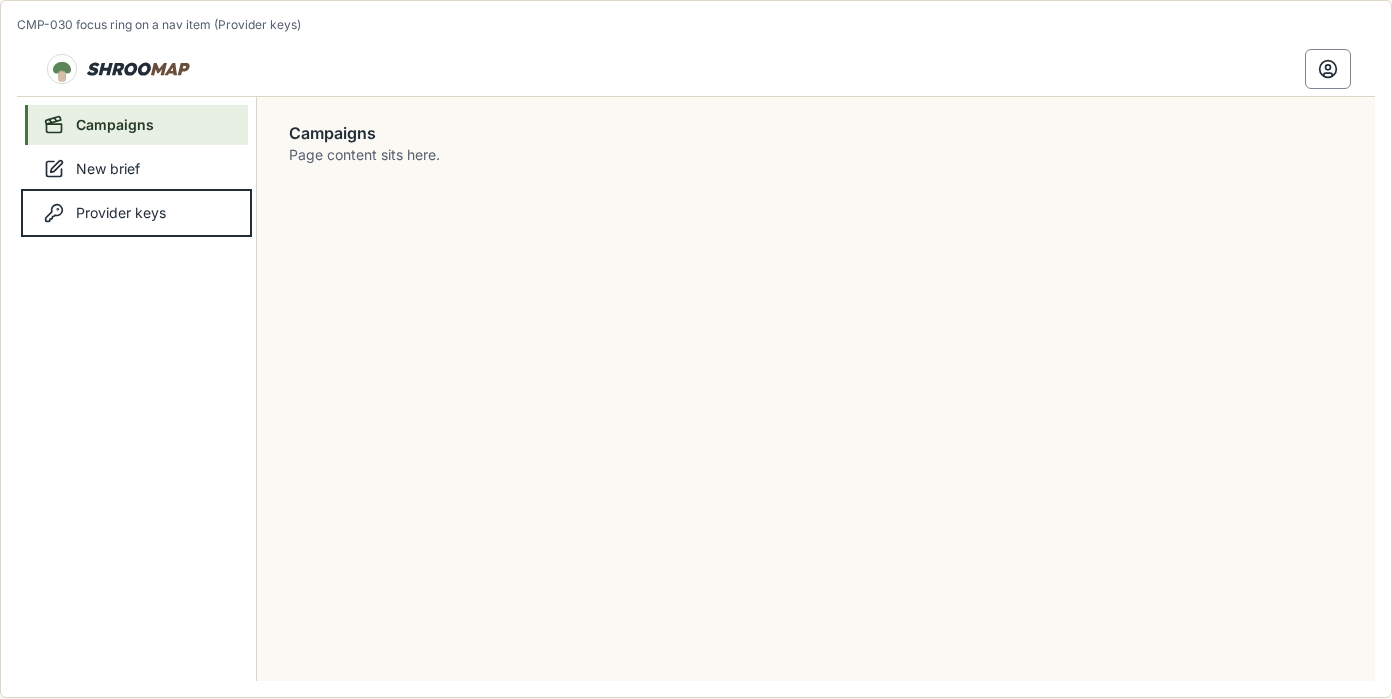 CMP-030 focus ring on a nav item (Provider keys)
SHROOMAP
Campaigns
New brief
Provider keys
Campaigns
Page content sits here.